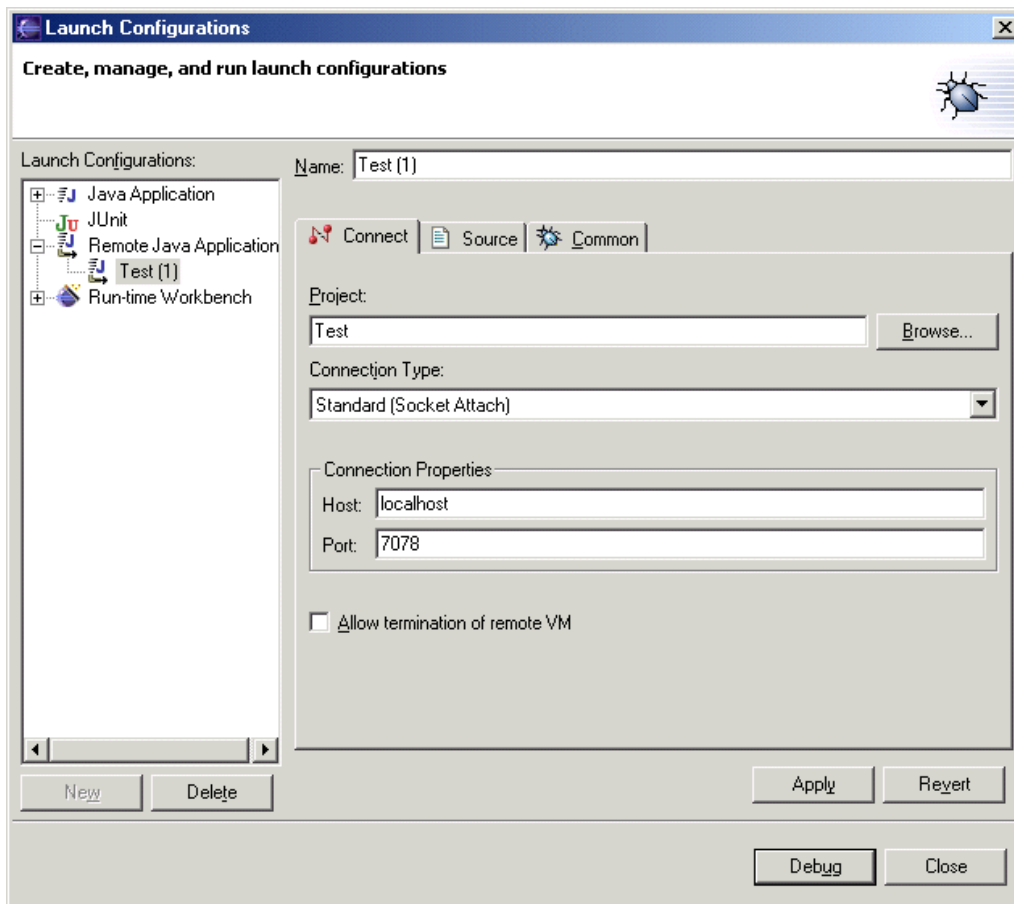 Launch Configurations
Create, manage, and run launch configurations
Launch Configurations:
Java Application
JUnit
Remote Java Application
Test (1)
Run-time Workbench
New
Delete
Name: Test (1)
Connect Source Common
Project:
Test Browse...
Connection Type:
Standard (Socket Attach)
Connection Properties
Host: localhost
Port: 7078
Allow termination of remote VM
Apply Revert
Debug Close